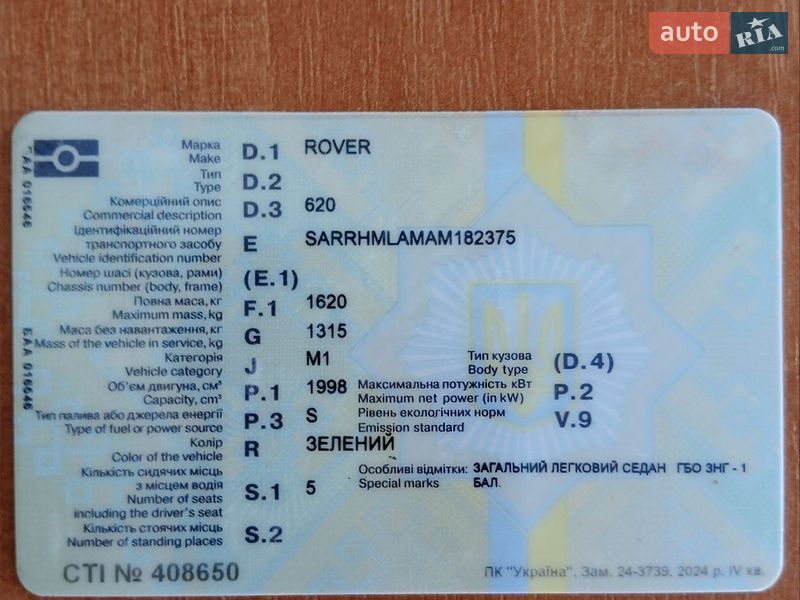 auto RIA .com
БАА 016646
БАА 016646
Марка
Make D.1 ROVER
Тип
Type D.2
Комерційний опис
Commercial description D.3 620
Ідентифікаційний номер
транспортного засобу
Vehicle identification number E SARRHMLAMAM182375
Номер шасі (кузова, рами)
Chassis number (body, frame) (E.1)
Повна маса, кг
Maximum mass, kg F.1 1620
Маса без навантаження, кг
Mass of the vehicle in service, kg G 1315
Категорія
Vehicle category J M1
Тип кузова
Body type (D.4)
Об'єм двигуна, см³
Capacity, cm³ P.1 1998
Максимальна потужність кВт
Maximum net power (in kW) P.2
Тип палива або джерела енергії
Type of fuel or power source P.3 S
Рівень екологічних норм
Emission standard V.9
Колір
Color of the vehicle R ЗЕЛЕНИЙ
Кількість сидячих місць
з місцем водія
Number of seats
including the driver's seat S.1 5
Особливі відмітки: ЗАГАЛЬНИЙ ЛЕГКОВИЙ СЕДАН ГБО ЗНГ - 1
Special marks БАЛ.
Кількість стоячих місць
Number of standing places S.2
СТІ № 408650
ПК "Україна". Зам. 24-3739. 2024 р. IV кв.